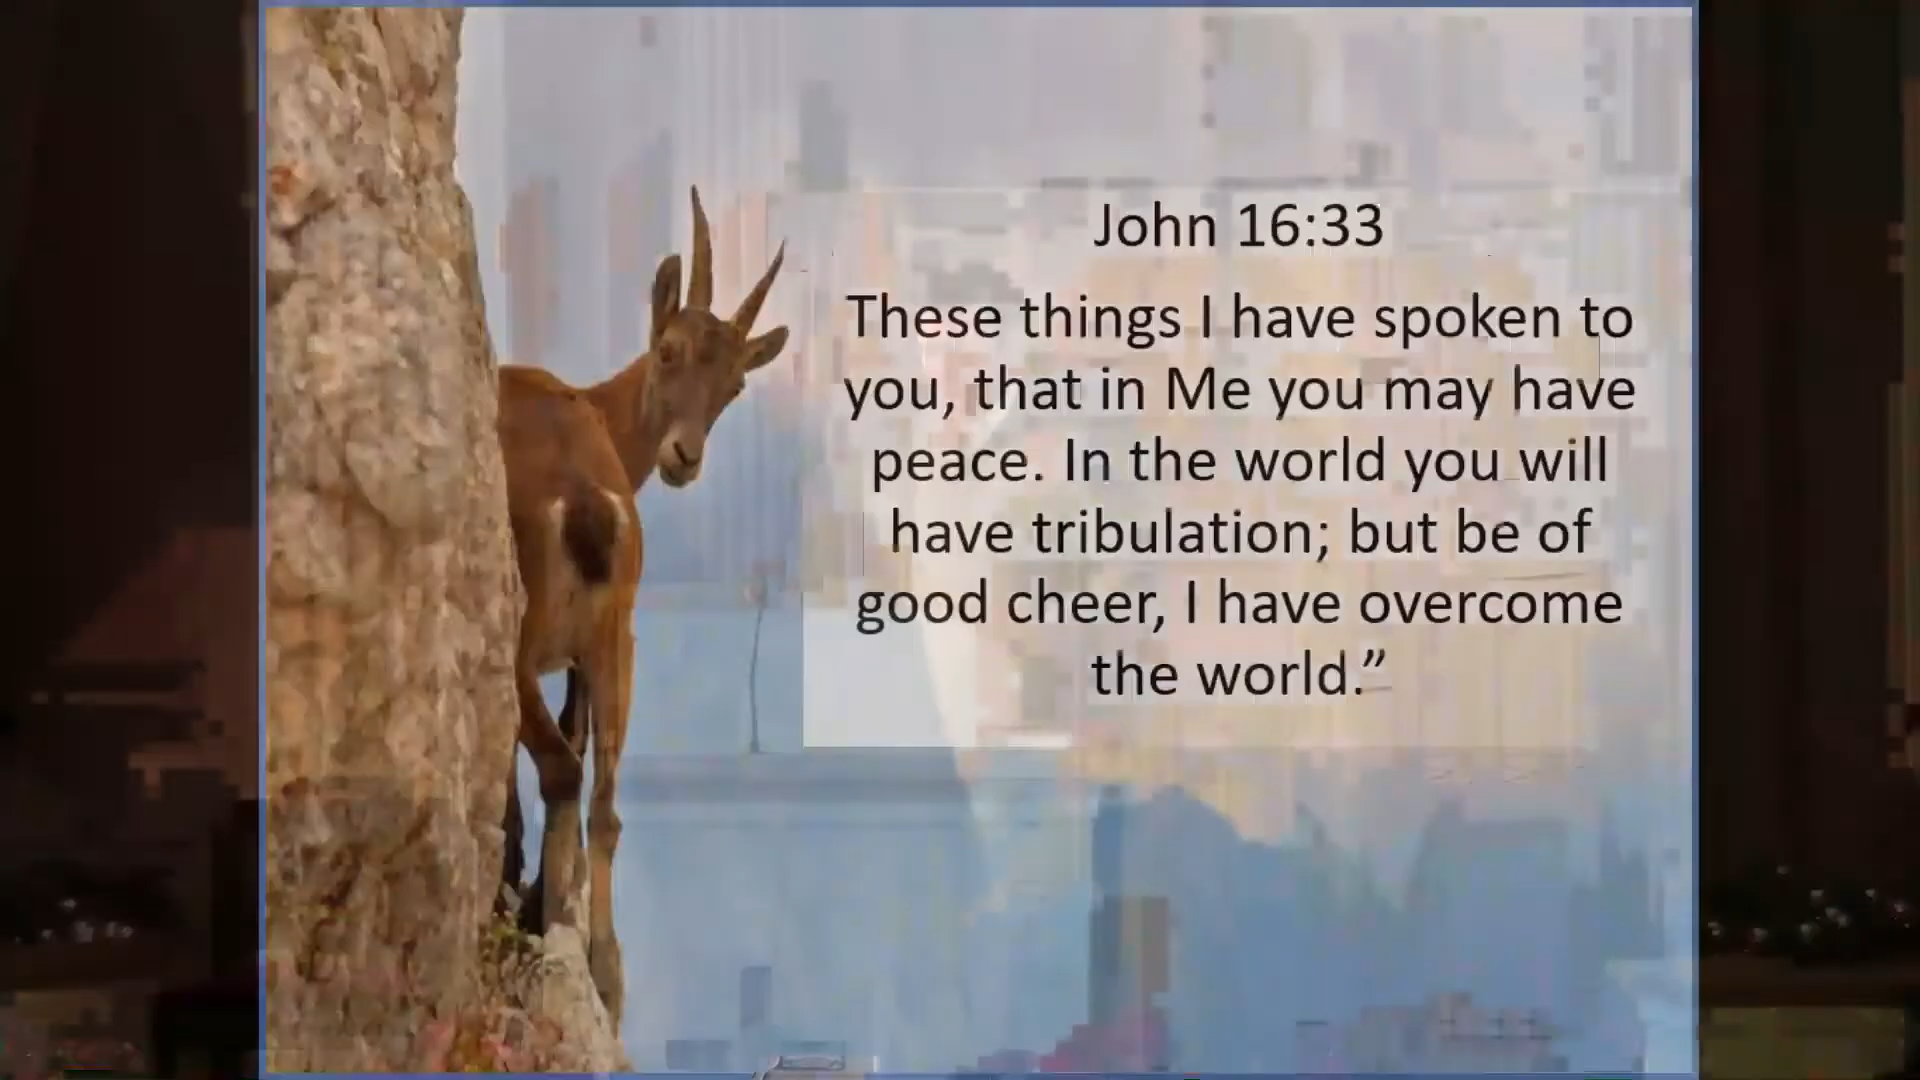 John 16:33
These things I have spoken to
you, that in Me you may have
peace. In the world you will
have tribulation; but be of
good cheer, I have overcome
the world.”